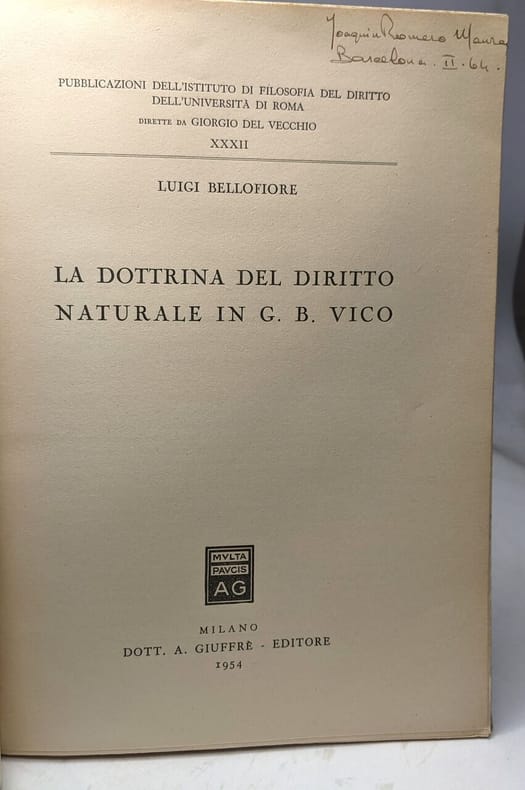 Joaquin Romero Maura
Barcelona. II. 64.
PUBBLICAZIONI DELL'ISTITUTO DI FILOSOFIA DEL DIRITTO
DELL'UNIVERSITÀ DI ROMA
DIRETTE DA GIORGIO DEL VECCHIO
XXXII
LUIGI BELLOFIORE
LA DOTTRINA DEL DIRITTO
NATURALE IN G. B. VICO
MVLTA
PAVCIS
AG
MILANO
DOTT. A. GIUFFRÈ - EDITORE
1954